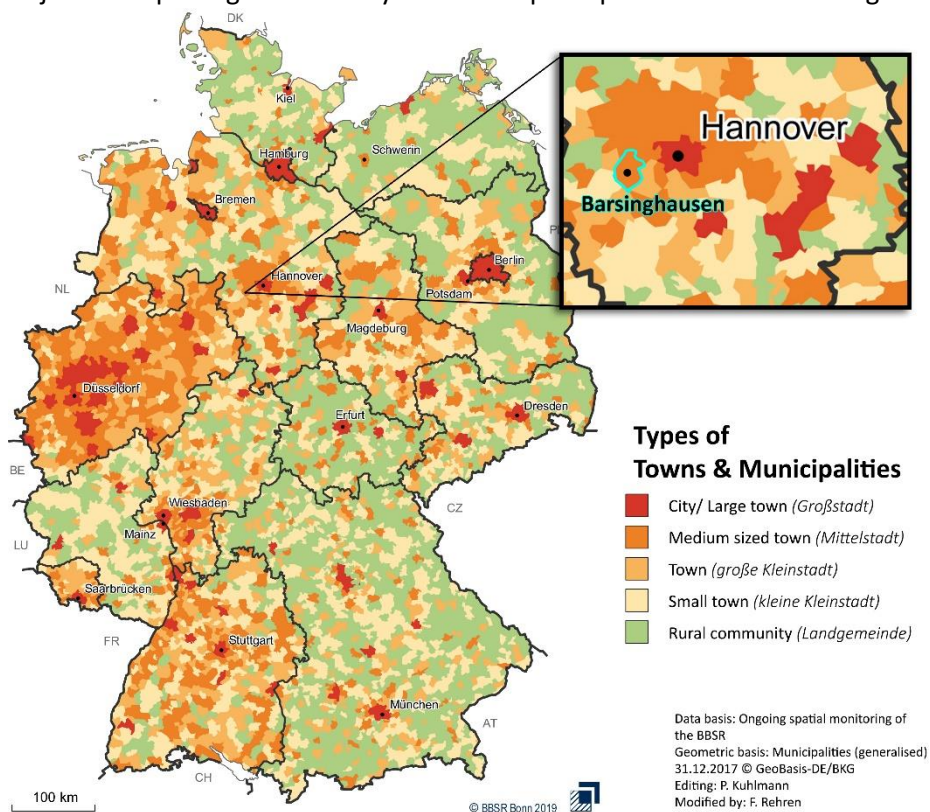 DK
Kiel
Hamburg
Schwerin
Bremen
Hannover
Barsinghausen
Berlin
NL
Hannover
Potsdam
Magdeburg
Düsseldorf
Erfurt
Dresden
BE
Wiesbaden
CZ
LU
Mainz
Saarbrücken
FR
Stuttgart
München
AT
CH
Types of
Towns & Municipalities
City/ Large town (Großstadt)
Medium sized town (Mittelstadt)
Town (große Kleinstadt)
Small town (kleine Kleinstadt)
Rural community (Landgemeinde)
Data basis: Ongoing spatial monitoring of
the BBSR
Geometric basis: Municipalities (generalised)
31.12.2017 © GeoBasis-DE/BKG
Editing: P. Kuhlmann
Modified by: F. Rehren
100 km
© BBSR Bonn 2019